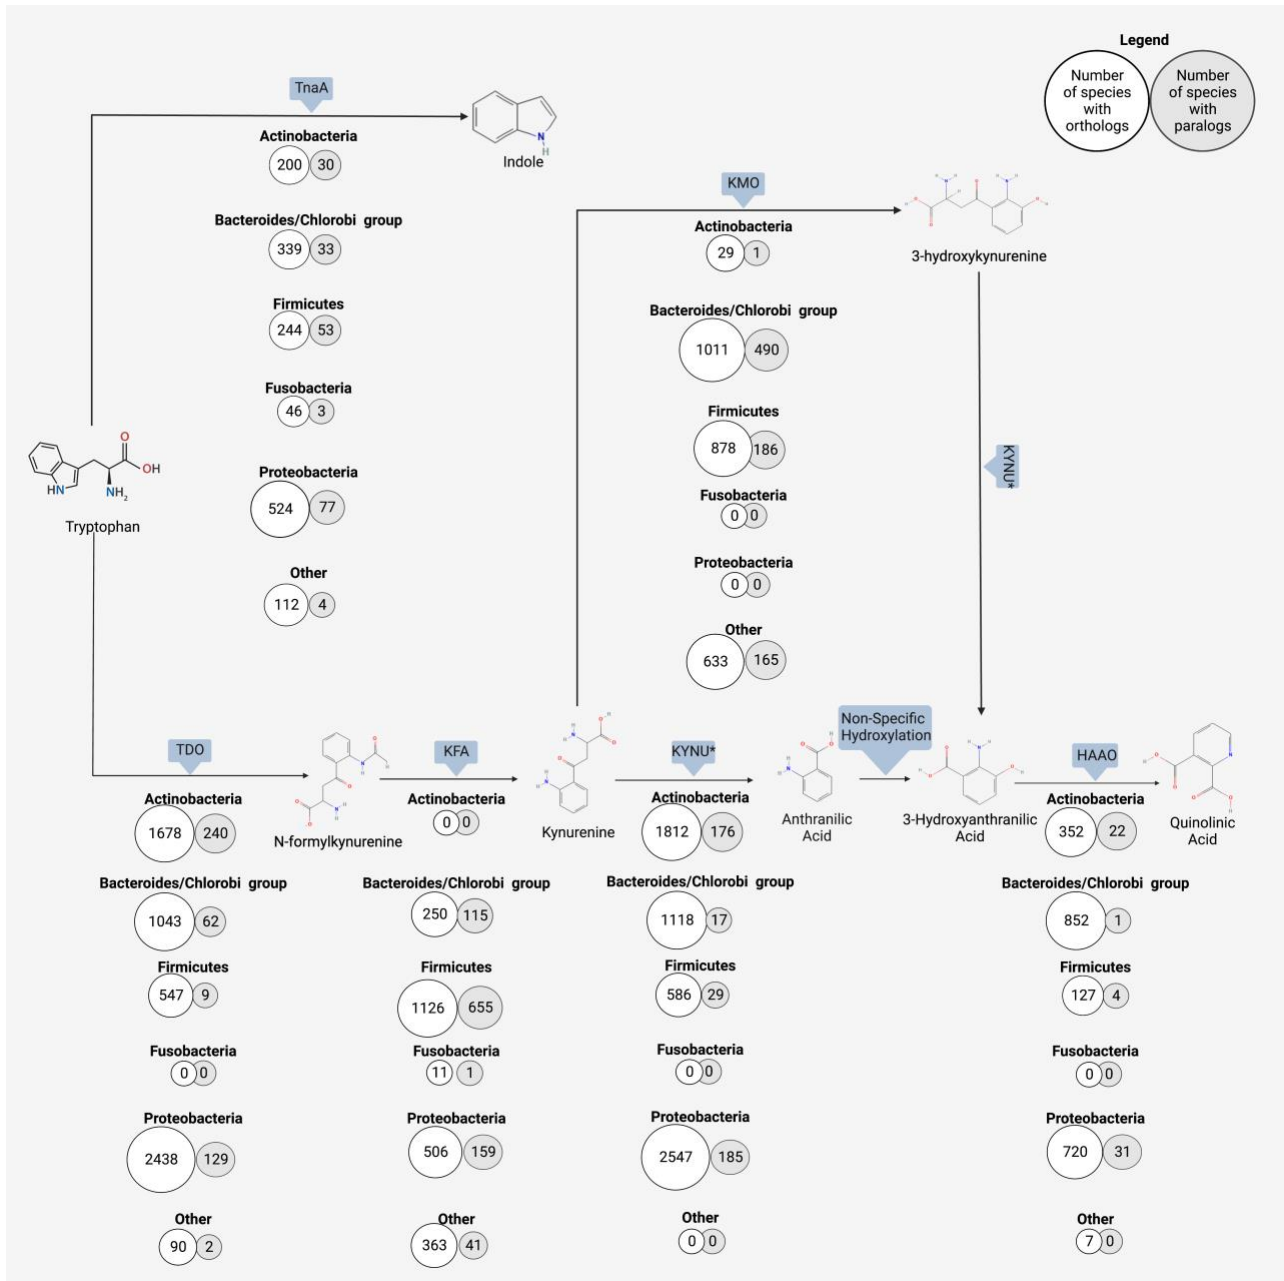 Legend
Number
of species
with
orthologs
Number
of species
with
paralogs
TnaA
Indole
Actinobacteria
200 30
Bacteroides/Chlorobi group
339 33
Firmicutes
244 53
Fusobacteria
46 3
Proteobacteria
524 77
Other
112 4
KMO
3-hydroxykynurenine
Actinobacteria
29 1
Bacteroides/Chlorobi group
1011 490
Firmicutes
878 186
Fusobacteria
0 0
Proteobacteria
0 0
Other
633 165
KYNU*
O
OH
HN
NH2
Tryptophan
N
H
TDO
N-formylkynurenine
Actinobacteria
1678 240
Bacteroides/Chlorobi group
1043 62
Firmicutes
547 9
Fusobacteria
0 0
Proteobacteria
2438 129
Other
90 2
KFA
Kynurenine
Actinobacteria
0 0
Bacteroides/Chlorobi group
250 115
Firmicutes
1126 655
Fusobacteria
11 1
Proteobacteria
506 159
Other
363 41
KYNU*
Anthranilic
Acid
Actinobacteria
1812 176
Bacteroides/Chlorobi group
1118 17
Firmicutes
586 29
Fusobacteria
0 0
Proteobacteria
2547 185
Other
0 0
Non-Specific
Hydroxylation
3-Hydroxyanthranilic
Acid
HAAO
Quinolinic
Acid
Actinobacteria
352 22
Bacteroides/Chlorobi group
852 1
Firmicutes
127 4
Fusobacteria
0 0
Proteobacteria
720 31
Other
7 0